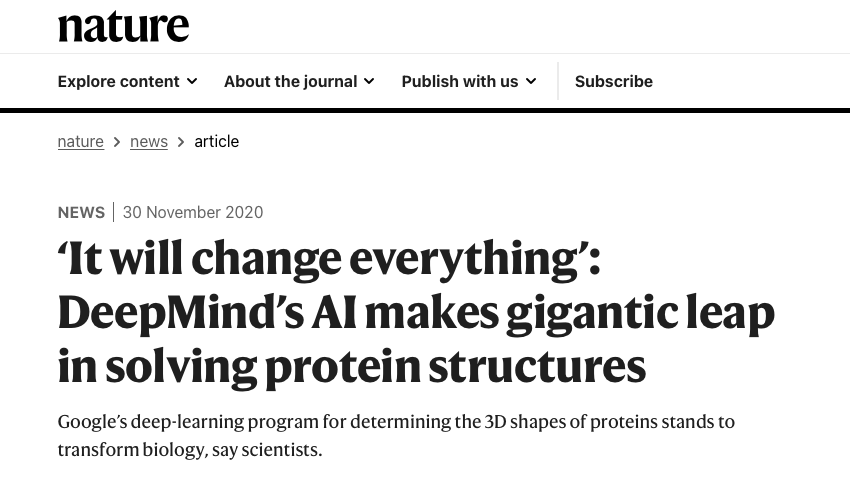 nature
Explore content About the journal Publish with us Subscribe
nature > news > article
NEWS | 30 November 2020
‘It will change everything’:
DeepMind’s AI makes gigantic leap
in solving protein structures
Google’s deep-learning program for determining the 3D shapes of proteins stands to
transform biology, say scientists.